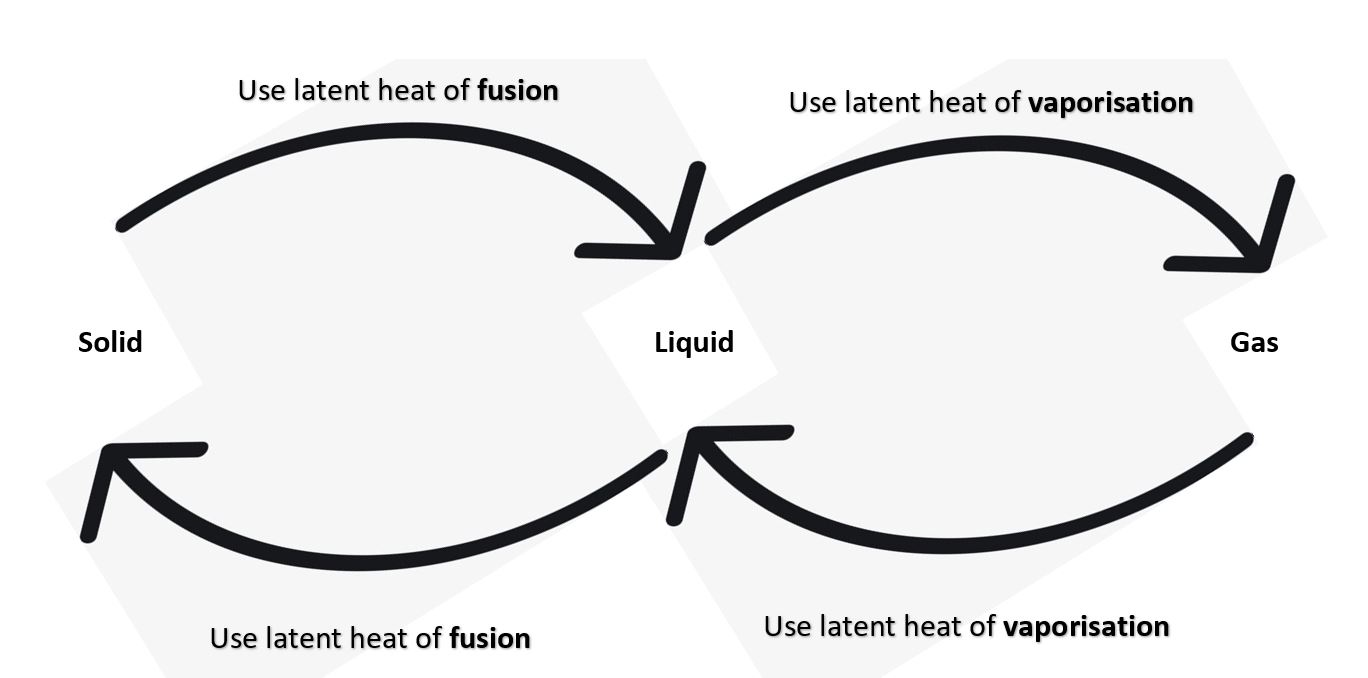 Use latent heat of fusion
Use latent heat of vaporisation
Solid
Liquid
Gas
Use latent heat of fusion
Use latent heat of vaporisation